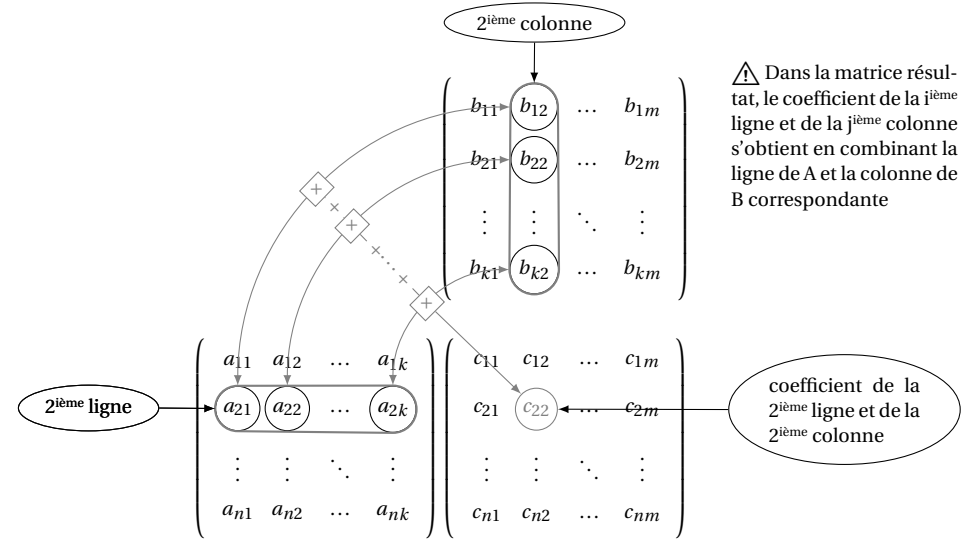 2ième colonne
⚠ Dans la matrice résul-
tat, le coefficient de la iième
ligne et de la jième colonne
s'obtient en combinant la
ligne de A et la colonne de
B correspondante
b11 b12 … b1m
b21 b22 … b2m
⋮ ⋮ ⋱ ⋮
bk1 bk2 … bkm
+
×
+
×
×
+
a11 a12 … a1k
a21 a22 … a2k
⋮ ⋮ ⋱ ⋮
an1 an2 … ank
c11 c12 … c1m
c21 c22 … c2m
⋮ ⋮ ⋱ ⋮
cn1 cn2 … cnm
2ième ligne
coefficient de la
2ième ligne et de la
2ième colonne